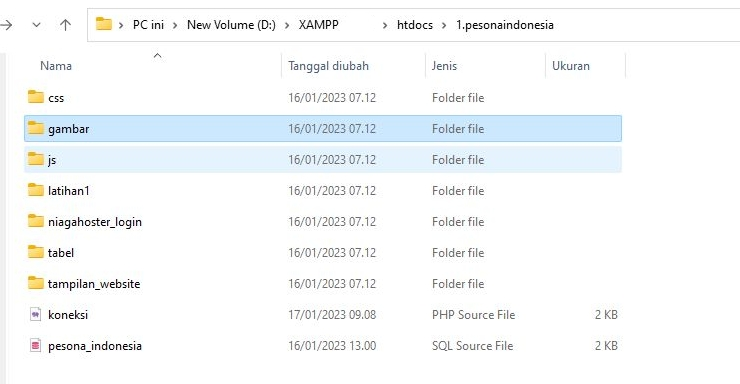 PC ini > New Volume (D:) > XAMPP > htdocs > 1.pesonaindonesia
Nama Tanggal diubah Jenis Ukuran
css 16/01/2023 07.12 Folder file
gambar 16/01/2023 07.12 Folder file
js 16/01/2023 07.12 Folder file
latihan1 16/01/2023 07.12 Folder file
niagahoster_login 16/01/2023 07.12 Folder file
tabel 16/01/2023 07.12 Folder file
tampilan_website 16/01/2023 07.12 Folder file
koneksi 17/01/2023 09.08 PHP Source File 2 KB
pesona_indonesia 16/01/2023 13.00 SQL Source File 2 KB